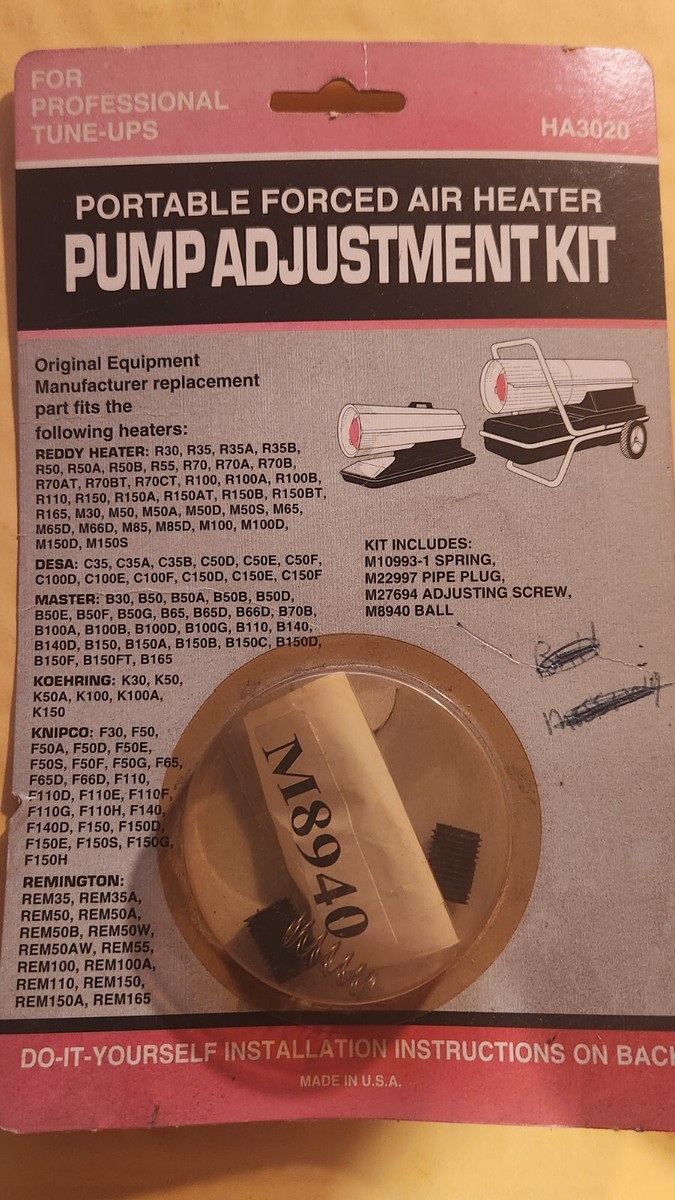 FOR
PROFESSIONAL
TUNE-UPS
HA3020
PORTABLE FORCED AIR HEATER
PUMP ADJUSTMENT KIT
Original Equipment
Manufacturer replacement
part fits the
following heaters:
REDDY HEATER: R30, R35, R35A, R35B,
R50, R50A, R50B, R55, R70, R70A, R70B,
R70AT, R70BT, R70CT, R100, R100A, R100B,
R110, R150, R150A, R150AT, R150B, R150BT,
R165, M30, M50, M50A, M50D, M50S, M65,
M65D, M66D, M85, M85D, M100, M100D,
M150D, M150S
DESA: C35, C35A, C35B, C50D, C50E, C50F,
C100D, C100E, C100F, C150D, C150E, C150F
MASTER: B30, B50, B50A, B50B, B50D,
B50E, B50F, B50G, B65, B65D, B66D, B70B,
B100A, B100B, B100D, B100G, B110, B140,
B140D, B150, B150A, B150B, B150C, B150D,
B150F, B150FT, B165
KOEHRING: K30, K50,
K50A, K100, K100A,
K150
KNIPCO: F30, F50,
F50A, F50D, F50E,
F50S, F50F, F50G, F65,
F65D, F66D, F110,
F110D, F110E, F110F,
F110G, F110H, F140,
F140D, F150, F150D,
F150E, F150S, F150G,
F150H
REMINGTON:
REM35, REM35A,
REM50, REM50A,
REM50B, REM50W,
REM50AW, REM55,
REM100, REM100A,
REM110, REM150,
REM150A, REM165
KIT INCLUDES:
M10993-1 SPRING,
M22997 PIPE PLUG,
M27694 ADJUSTING SCREW,
M8940 BALL
M8940
DO-IT-YOURSELF INSTALLATION INSTRUCTIONS ON BACK
MADE IN U.S.A.